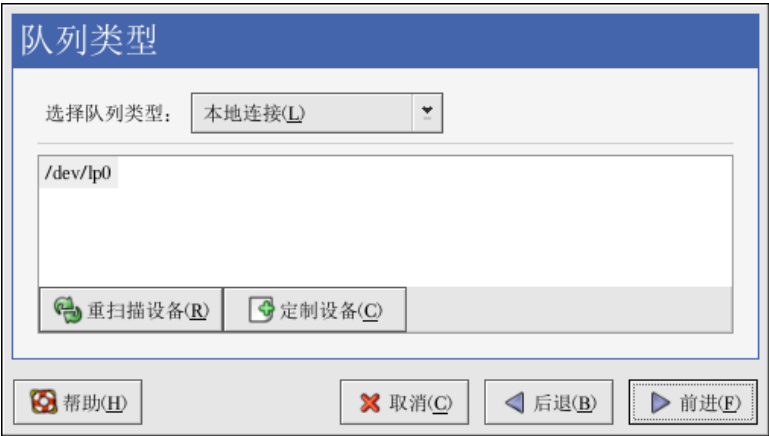 队列类型
选择队列类型： 本地连接(L)
/dev/lp0
重扫描设备(R) 定制设备(C)
帮助(H) 取消(C) 后退(B) 前进(F)